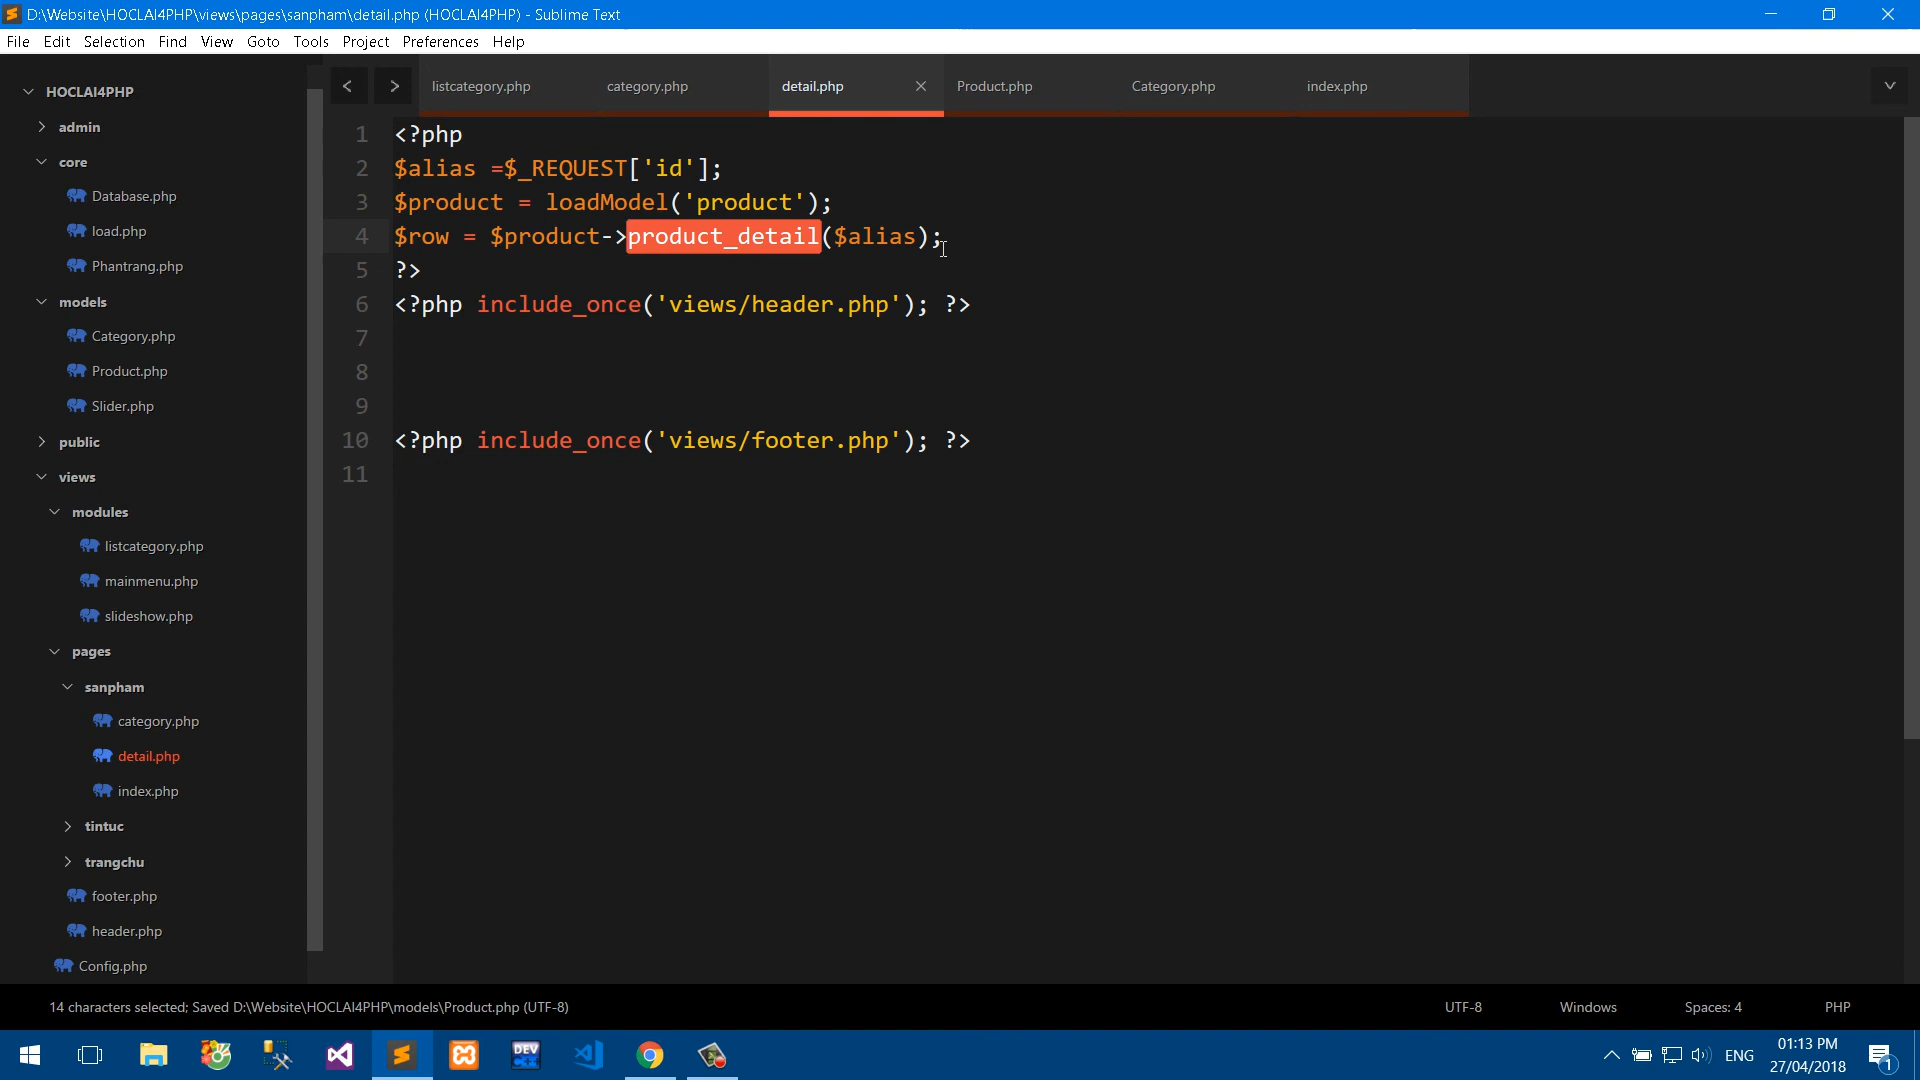 D:\Website\HOCLAI4PHP\views\pages\sanpham\detail.php (HOCLAI4PHP) - Sublime Text
File Edit Selection Find View Goto Tools Project Preferences Help
HOCLAI4PHP
admin
core
Database.php
load.php
Phantrang.php
models
Category.php
Product.php
Slider.php
public
views
modules
listcategory.php
mainmenu.php
slideshow.php
pages
sanpham
category.php
detail.php
index.php
tintuc
trangchu
footer.php
header.php
Config.php
listcategory.php category.php detail.php Product.php Category.php index.php
1 <?php
2 $alias =$_REQUEST['id'];
3 $product = loadModel('product');
4 $row = $product->product_detail($alias);
5 ?>
6 <?php include_once('views/header.php'); ?>
7
8
9
10 <?php include_once('views/footer.php'); ?>
11
14 characters selected; Saved D:\Website\HOCLAI4PHP\models\Product.php (UTF-8) UTF-8 Windows Spaces: 4 PHP
DEV
ENG
01:13 PM
27/04/2018
1